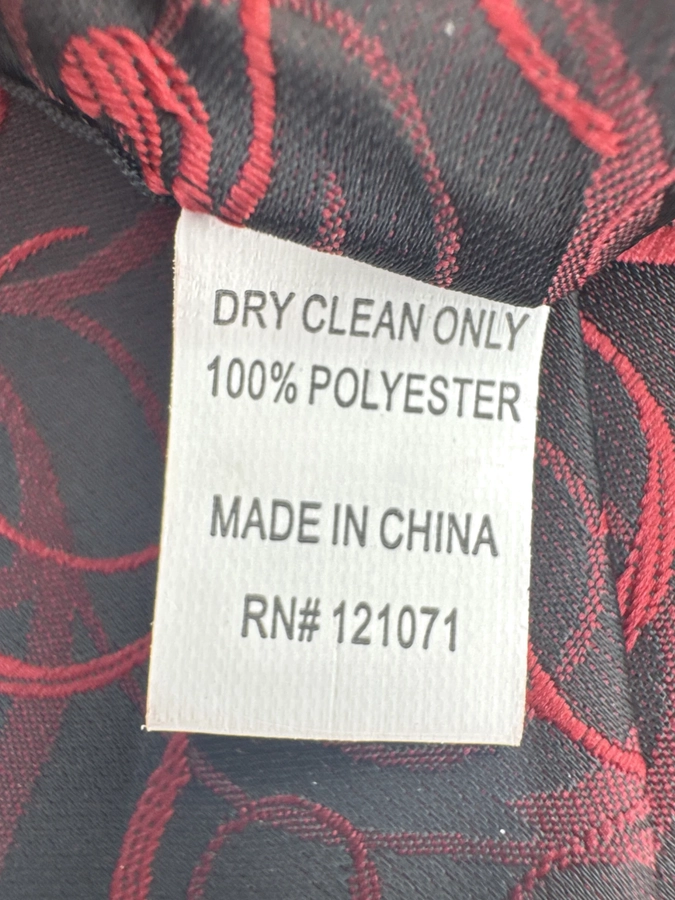 DRY CLEAN ONLY
100% POLYESTER
MADE IN CHINA
RN# 121071